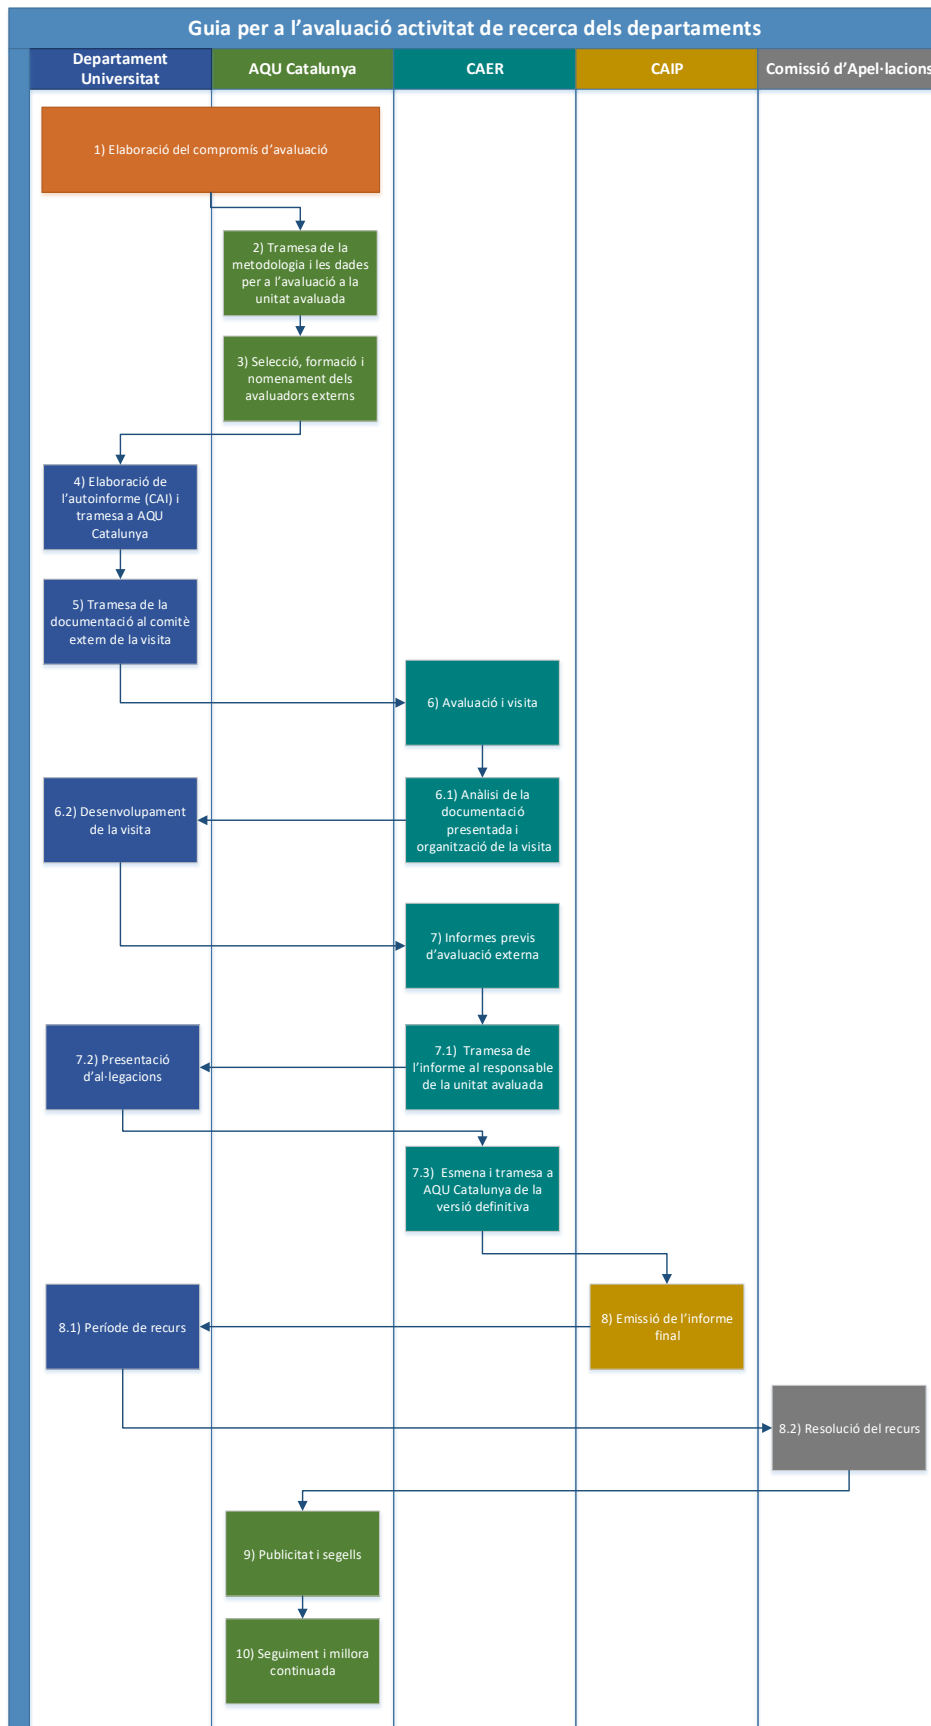 Guia per a l’avaluació activitat de recerca dels departaments
Departament
Universitat
AQU Catalunya
CAER
CAIP
Comissió d’Apel·lacions
1) Elaboració del compromís d’avaluació
2) Tramesa de la
metodologia i les dades
per a l’avaluació a la
unitat avaluada
3) Selecció, formació i
nomenament dels
avaluadors externs
4) Elaboració de
l’autoinforme (CAI) i
tramesa a AQU
Catalunya
5) Tramesa de la
documentació al comitè
extern de la visita
6) Avaluació i visita
6.2) Desenvolupament
de la visita
6.1) Anàlisi de la
documentació
presentada i
organització de la visita
7) Informes previs
d’avaluació externa
7.2) Presentació
d’al·legacions
7.1) Tramesa de
l’informe al responsable
de la unitat avaluada
7.3) Esmena i tramesa a
AQU Catalunya de la
versió definitiva
8.1) Període de recurs
8) Emissió de l’informe
final
8.2) Resolució del recurs
9) Publicitat i segells
10) Seguiment i millora
continuada